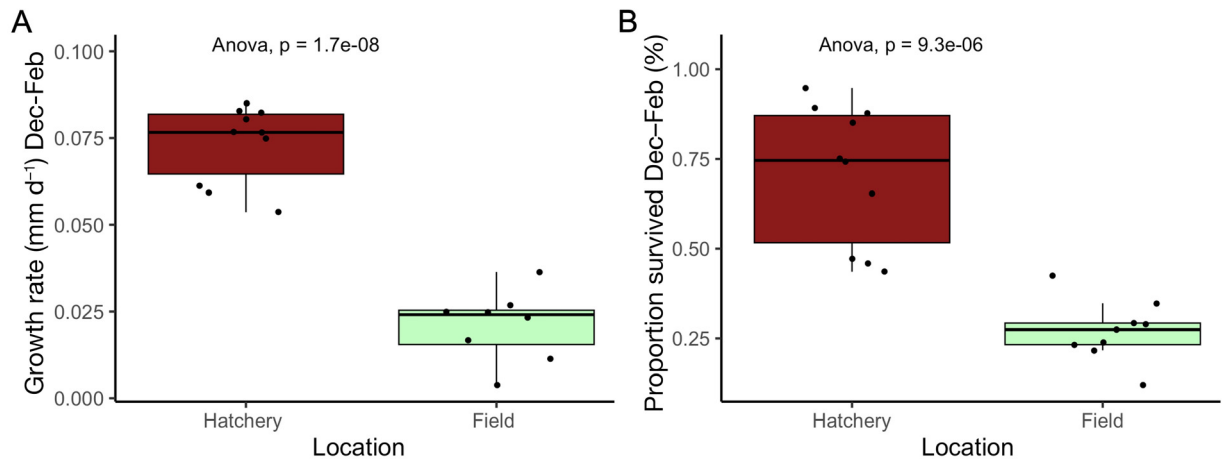 A
Anova, p = 1.7e-08
Growth rate (mm d⁻¹) Dec-Feb
0.100
0.075
0.050
0.025
0.000
Hatchery
Field
Location
B
Anova, p = 9.3e-06
Proportion survived Dec–Feb (%)
1.00
0.75
0.50
0.25
Hatchery
Field
Location